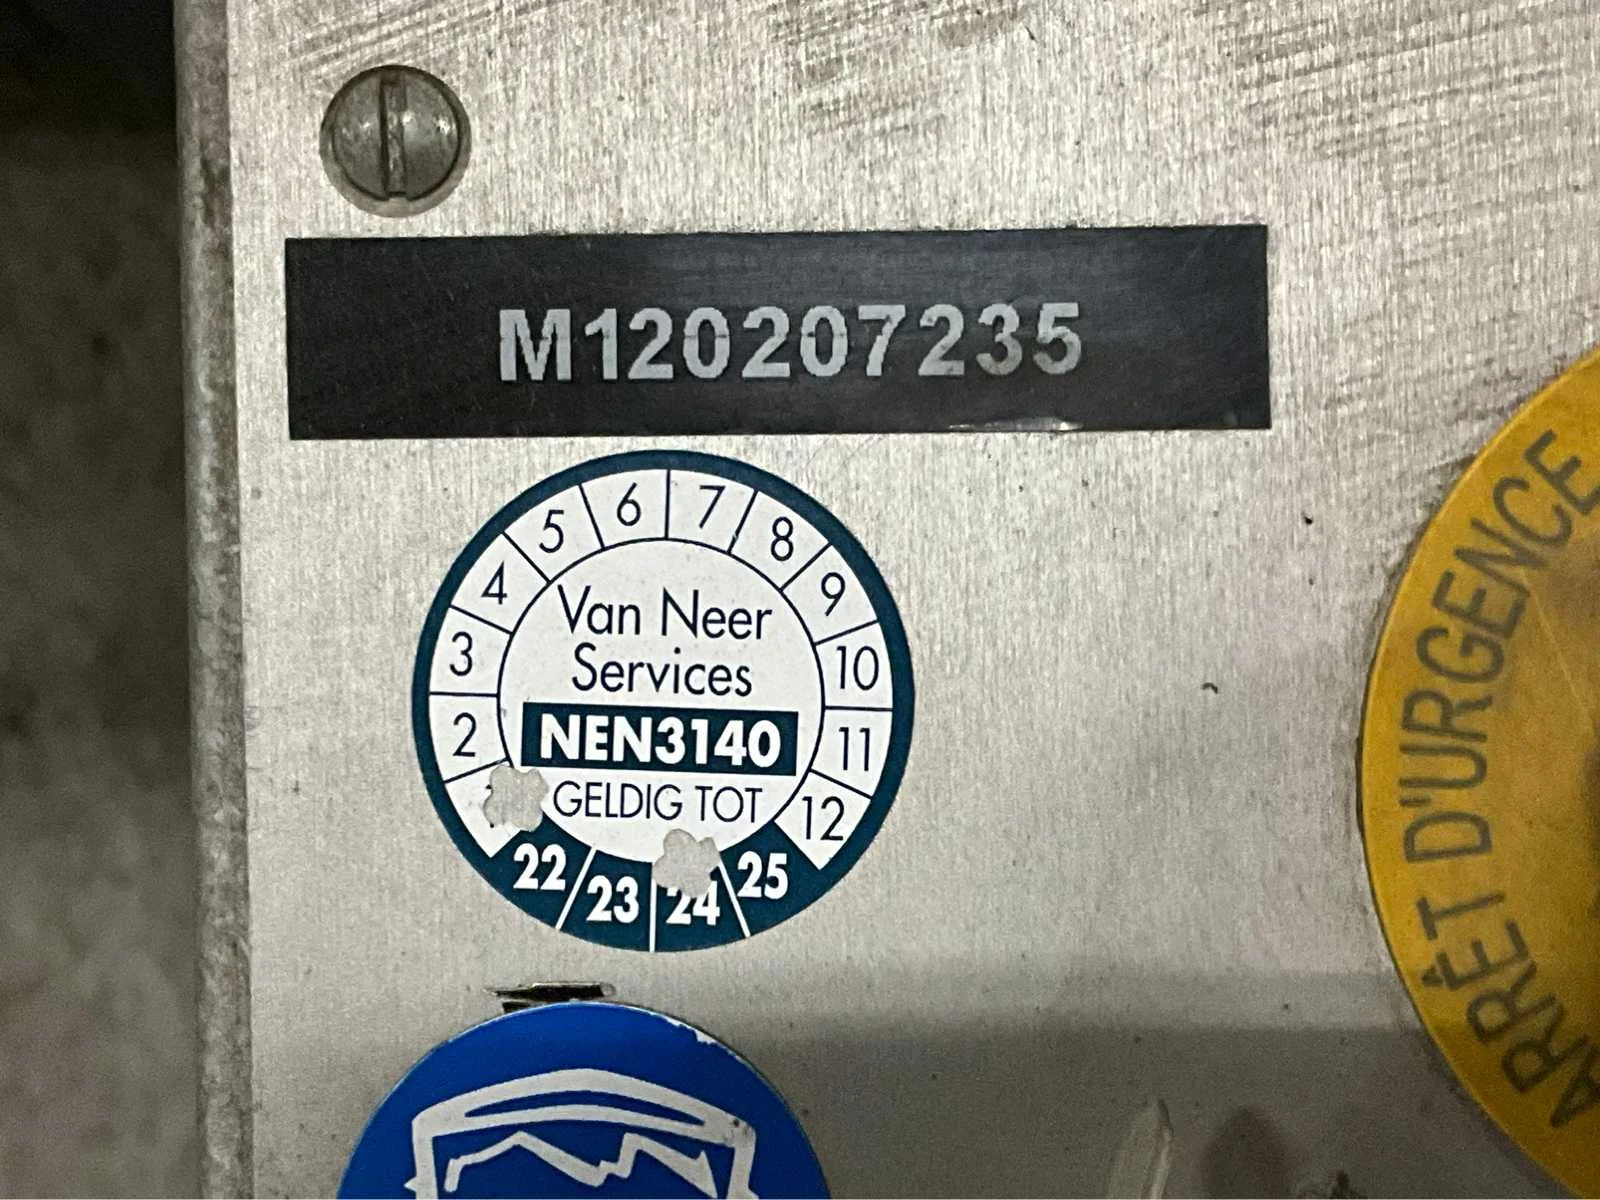 M120207235
2 3 4 5 6 7 8 9 10 11 12
Van Neer
Services
NEN3140
GELDIG TOT
22 23 24 25
ARRÊT D'URGENCE